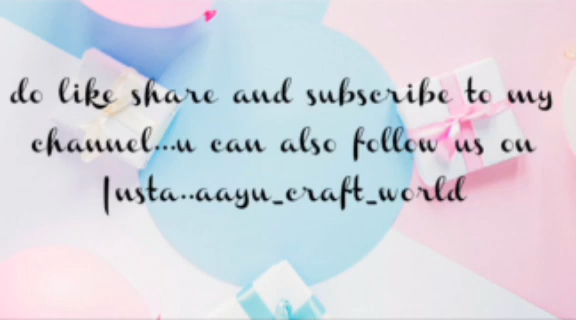 do like share and subscribe to my
channel...u can also follow us on
Insta..aayu_craft_world